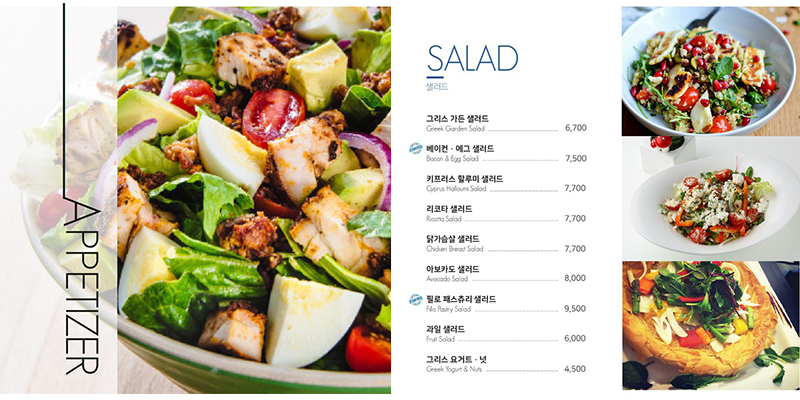 APPETIZER
SALAD
샐러드
그리스 가든 샐러드
Greek Garden Salad 6,700
베이컨 · 에그 샐러드
Bacon & Egg Salad 7,500
키프러스 할루미 샐러드
Cyprus Halloumi Salad 7,700
리코타 샐러드
Ricotta Salad 7,700
닭가슴살 샐러드
Chicken Breast Salad 7,700
아보카도 샐러드
Avocado Salad 8,000
필로 패스츄리 샐러드
Filo Pastry Salad 9,500
과일 샐러드
Fruit Salad 6,000
그리스 요거트 · 넛
Greek Yogurt & Nuts 4,500